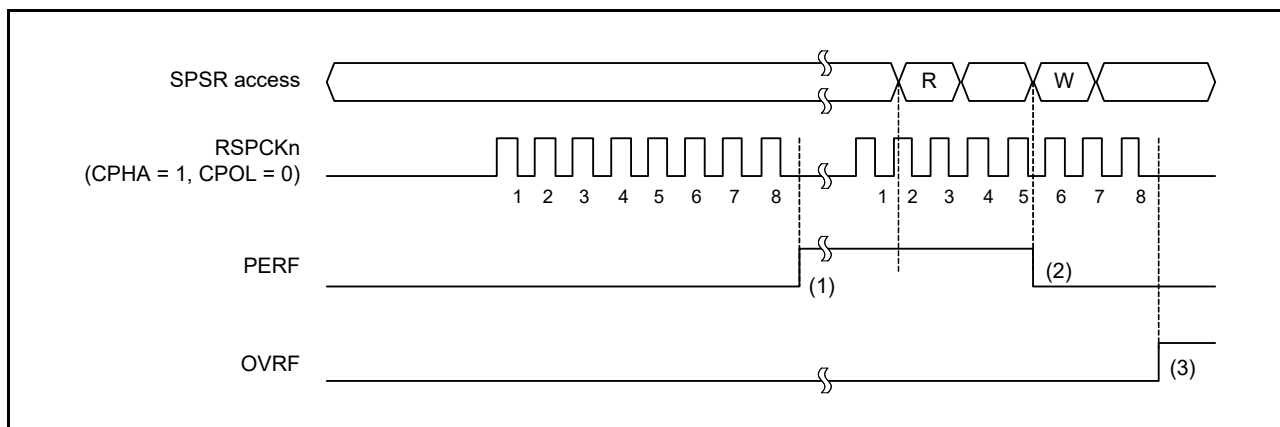 SPSR access
R
W
RSPCKn
(CPHA = 1, CPOL = 0)
1 2 3 4 5 6 7 8 1 2 3 4 5 6 7 8
PERF
(1)
(2)
OVRF
(3)